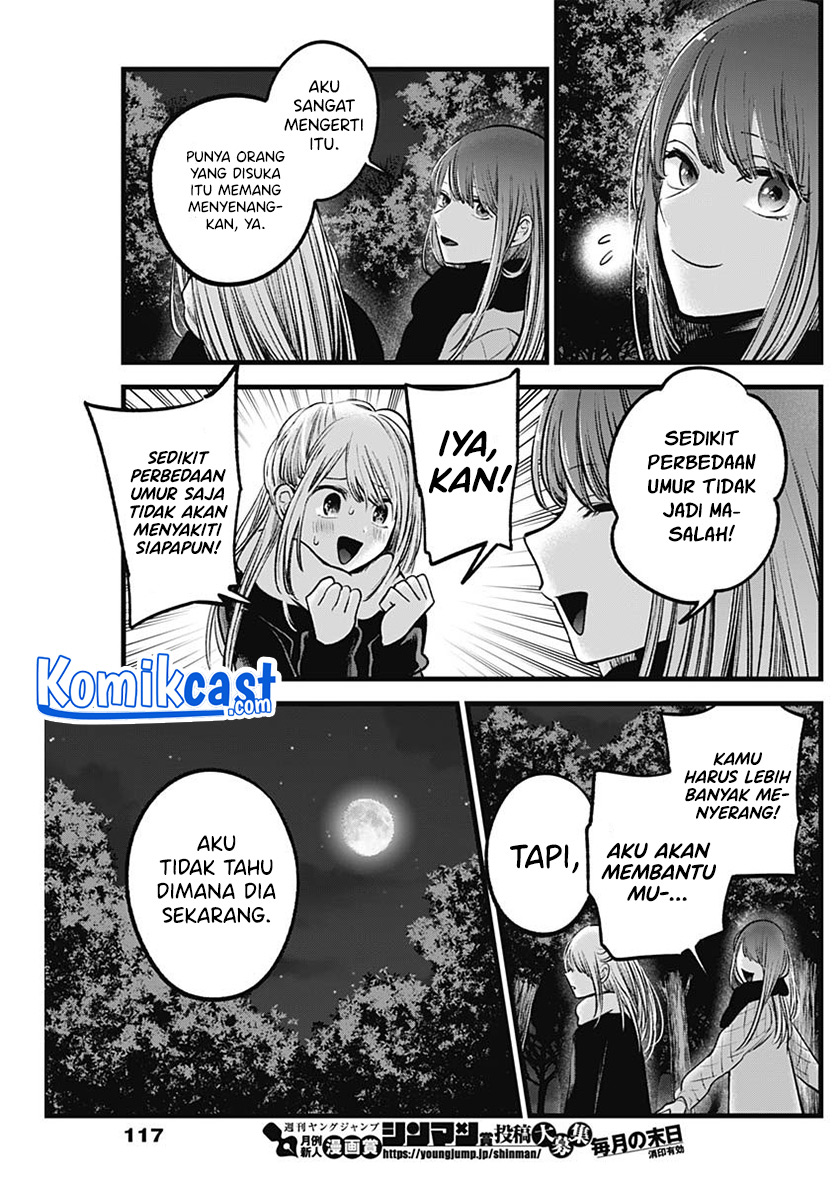 AKU
SANGAT
MENGERTI
ITU.
PUNYA ORANG
YANG DISUKA
ITU MEMANG
MENYENANG-
KAN, YA.
SEDIKIT
PERBEDAAN
UMUR TIDAK
JADI MA-
SALAH!
IYA,
KAN!
SEDIKIT
PERBEDAAN
UMUR SAJA
TIDAK AKAN
MENYAKITI
SIAPAPUN!
Komikcast
.com
KAMU
HARUS LEBIH
BANYAK ME-
NYERANG!
AKU AKAN
MEMBANTU
MU-...
TAPI,
AKU
TIDAK TAHU
DIMANA DIA
SEKARANG.
117
週刊ヤングジャンプ
月例
新人
漫画賞
シンマン賞
投稿大募集
毎月の末日
消印有効
https://youngjump.jp/shinman/